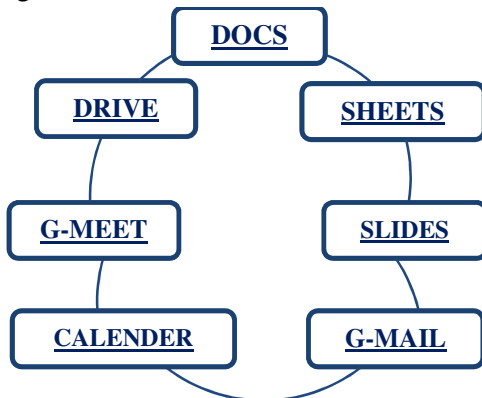 DOCS
DRIVE
SHEETS
G-MEET
SLIDES
CALENDER
G-MAIL